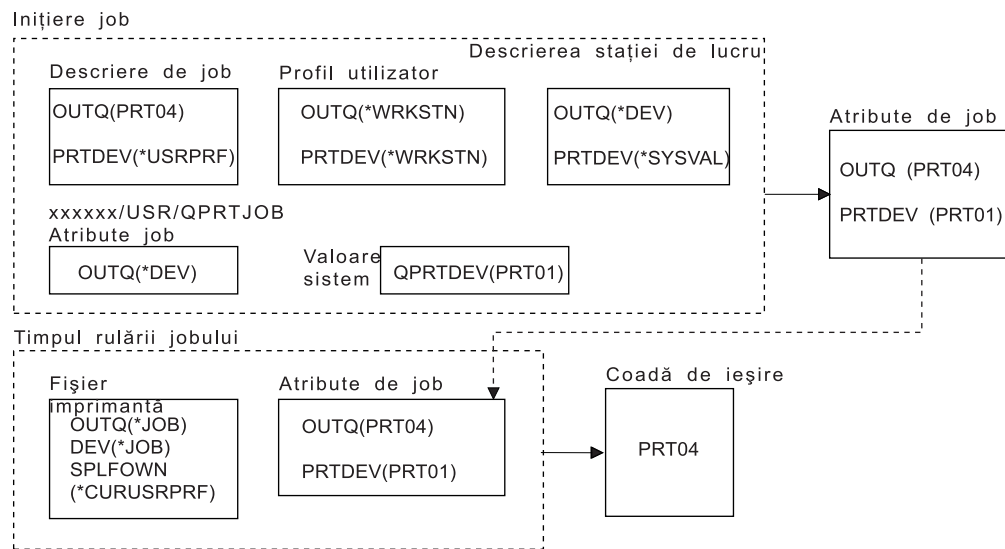 Inițiere job
Descrierea stației de lucru
Descriere de job
Profil utilizator
OUTQ(PRT04)
PRTDEV(*USRPRF)
OUTQ(*WRKSTN)
PRTDEV(*WRKSTN)
OUTQ(*DEV)
PRTDEV(*SYSVAL)
Atribute de job
OUTQ (PRT04)
PRTDEV (PRT01)
xxxxxx/USR/QPRTJOB
Atribute job
OUTQ(*DEV)
Valoare
sistem
QPRTDEV(PRT01)
Timpul rulării jobului
Fişier
imprimantă
OUTQ(*JOB)
DEV(*JOB)
SPLFOWN
(*CURUSRPRF)
Atribute de job
OUTQ(PRT04)
PRTDEV(PRT01)
Coadă de ieşire
PRT04